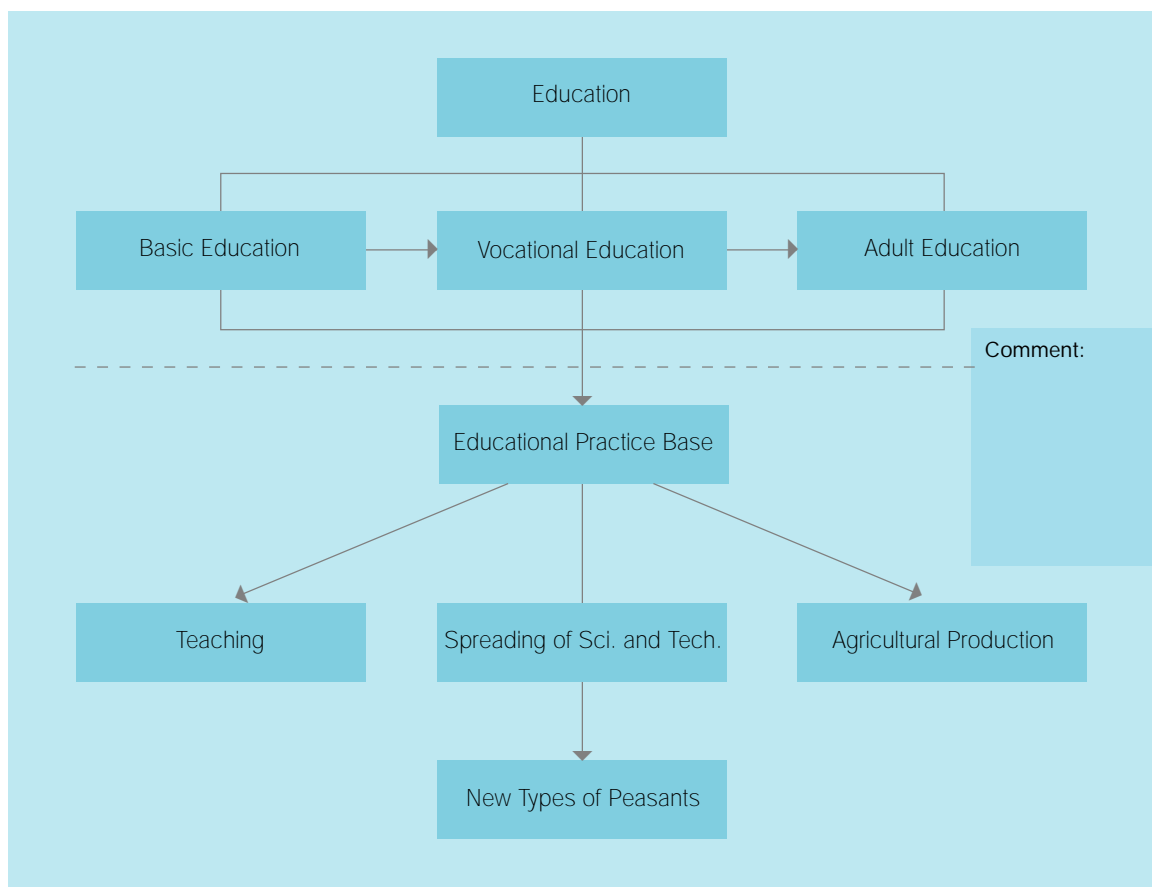 Education
Basic Education
Vocational Education
Adult Education
Comment:
Educational Practice Base
Teaching
Spreading of Sci. and Tech.
Agricultural Production
New Types of Peasants